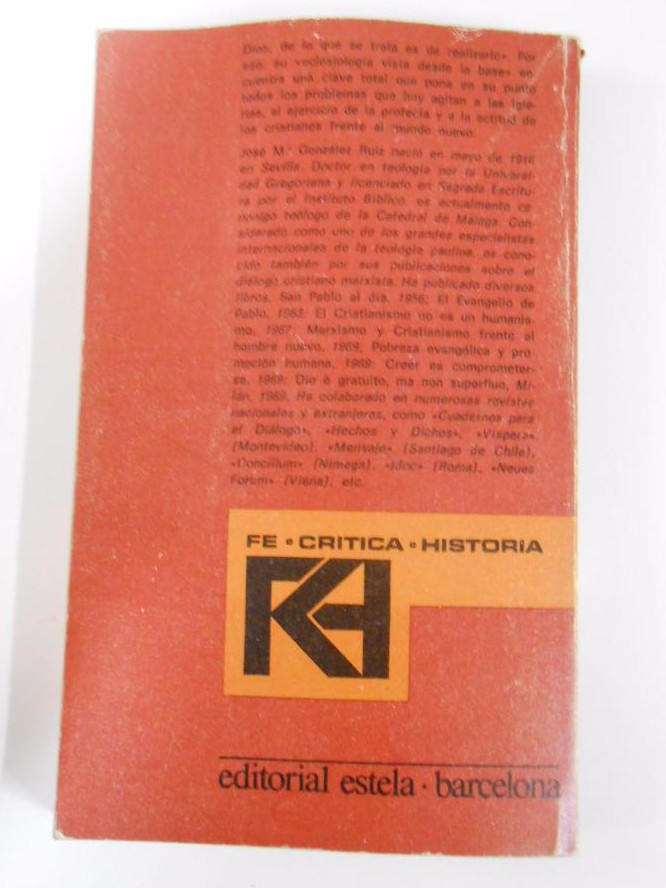 Dios; de lo que se trata es de realizarlo». Por
eso, su «eclesiología vista desde la base» en-
cuentra una clave total que pone en su punto
todos los problemas que hoy agitan a las Igle-
sias, el ejercicio de la profecía y a la actitud de
los cristianos frente al mundo nuevo.
José M.ª González Ruiz nació en mayo de 1916
en Sevilla. Doctor en teología por la Universi-
dad Gregoriana y licenciado en Sagrada Escritu-
ra por el Instituto Bíblico, es actualmente ca-
nónigo teólogo de la Catedral de Málaga. Con-
siderado como uno de los grandes especialistas
internacionales de la teología paulina, es cono-
cido también por sus publicaciones sobre el
diálogo cristiano marxista. Ha publicado diversos
libros. San Pablo al día, 1956; El Evangelio de
Pablo, 1963; El Cristianismo no es un humanis-
mo, 1967; Marxismo y Cristianismo frente al
hombre nuevo, 1969; Pobreza evangélica y pro-
moción humana, 1969; Creer es comprometer-
se, 1969; Dio è gratuito, ma non superfluo, Mi-
lán, 1969. Ha colaborado en numerosas revistas
nacionales y extranjeras, como «Cuadernos para
el Diálogo», «Hechos y Dichos», «Víspera»
(Montevideo), «Mensaje» (Santiago de Chile),
«Concilium» (Nimega), «Idoc» (Roma), «Neues
Forum» (Viena), etc.
FE • CRITICA • HISTORIA
editorial estela · barcelona